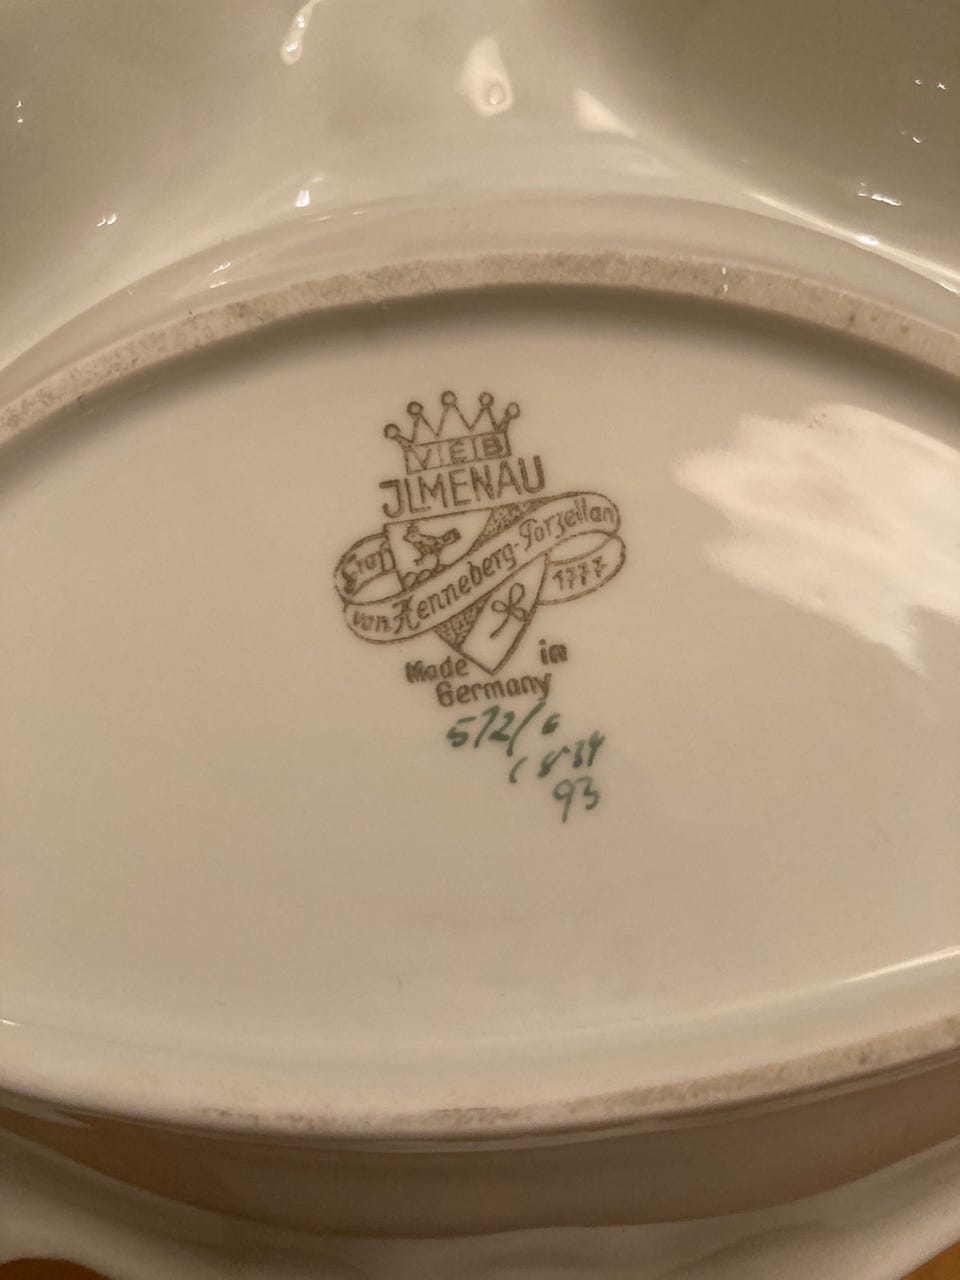 VEB
JLMENAU
Graf
von Henneberg-Porzellan
1777
Made in
Germany
572/6
93